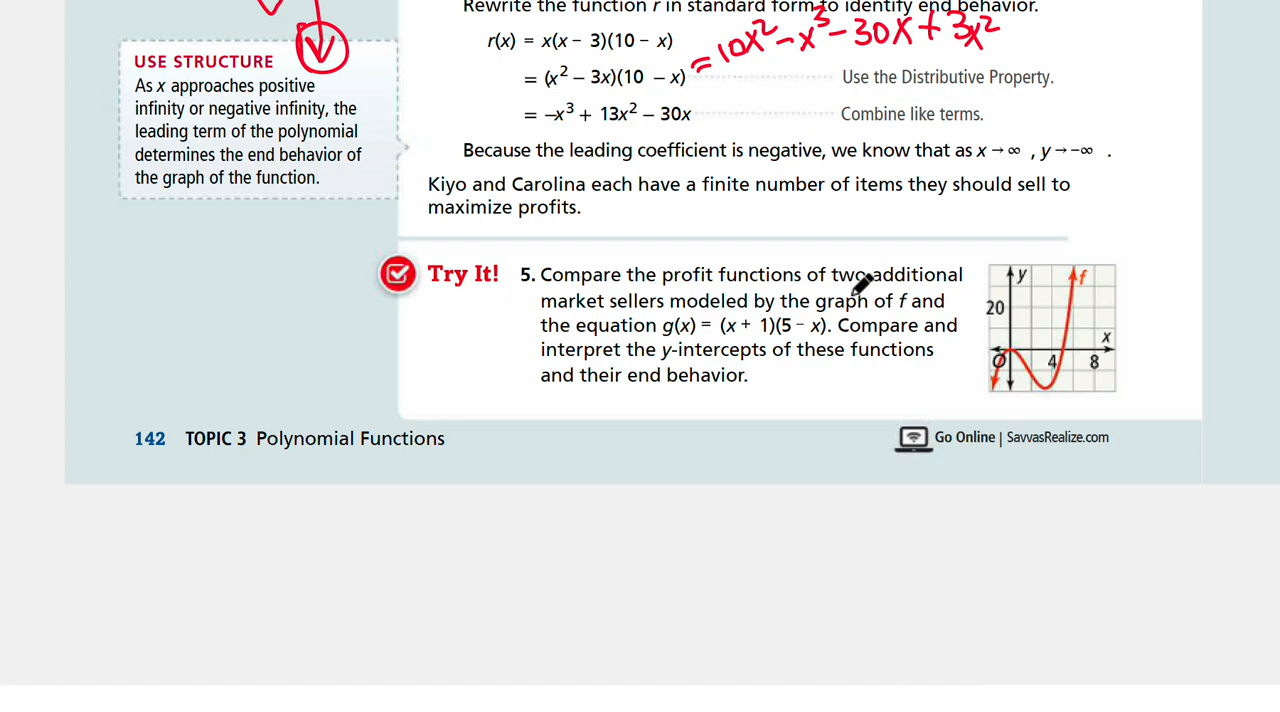 Rewrite the function r in standard form to identify end behavior.
r(x) = x(x − 3)(10 − x)
= 10x² − x³ − 30x + 3x²
= (x² − 3x)(10 − x) Use the Distributive Property.
= −x³ + 13x² − 30x Combine like terms.
Because the leading coefficient is negative, we know that as x → ∞ , y → −∞ .
Kiyo and Carolina each have a finite number of items they should sell to
maximize profits.
USE STRUCTURE
As x approaches positive
infinity or negative infinity, the
leading term of the polynomial
determines the end behavior of
the graph of the function.
Try It! 5. Compare the profit functions of two additional
market sellers modeled by the graph of f and
the equation g(x) = (x + 1)(5 − x). Compare and
interpret the y-intercepts of these functions
and their end behavior.
y f
20
x
O 4 8
142 TOPIC 3 Polynomial Functions
Go Online | SavvasRealize.com